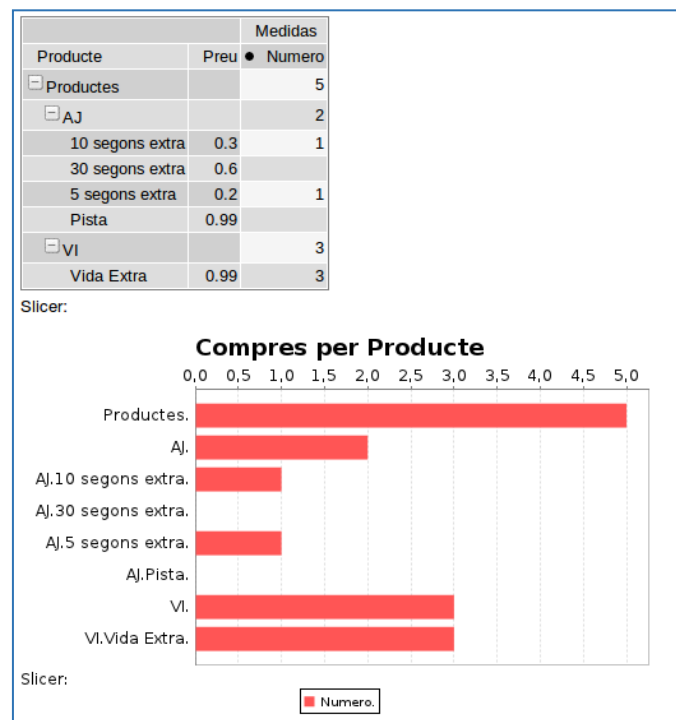 Medidas
Producte Preu ● Numero
Productes 5
AJ 2
10 segons extra 0.3 1
30 segons extra 0.6
5 segons extra 0.2 1
Pista 0.99
VI 3
Vida Extra 0.99 3
Slicer:
Compres per Producte
0,0 0,5 1,0 1,5 2,0 2,5 3,0 3,5 4,0 4,5 5,0
Productes.
AJ.
AJ.10 segons extra.
AJ.30 segons extra.
AJ.5 segons extra.
AJ.Pista.
VI.
VI.Vida Extra.
Slicer:
Numero.